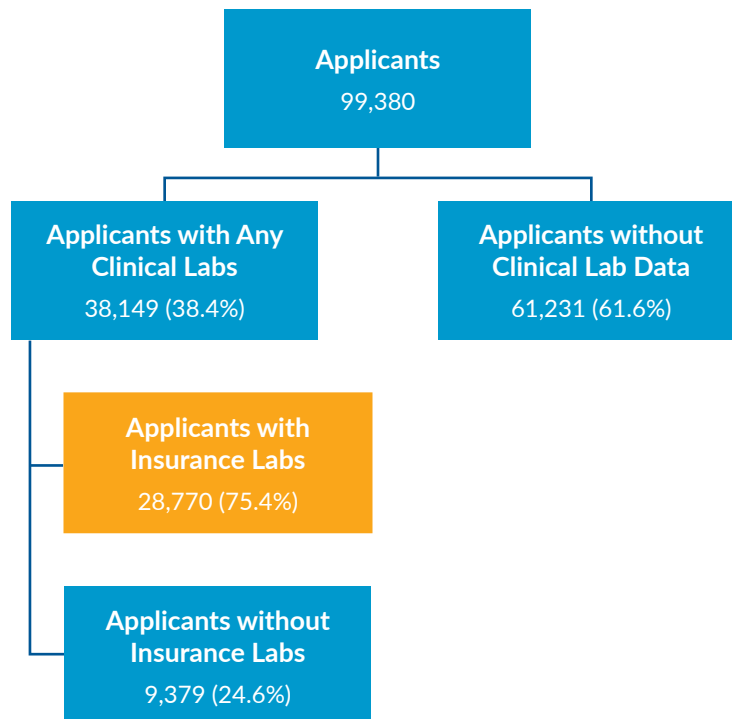 Applicants
99,380
Applicants with Any
Clinical Labs
38,149 (38.4%)
Applicants without
Clinical Lab Data
61,231 (61.6%)
Applicants with
Insurance Labs
28,770 (75.4%)
Applicants without
Insurance Labs
9,379 (24.6%)